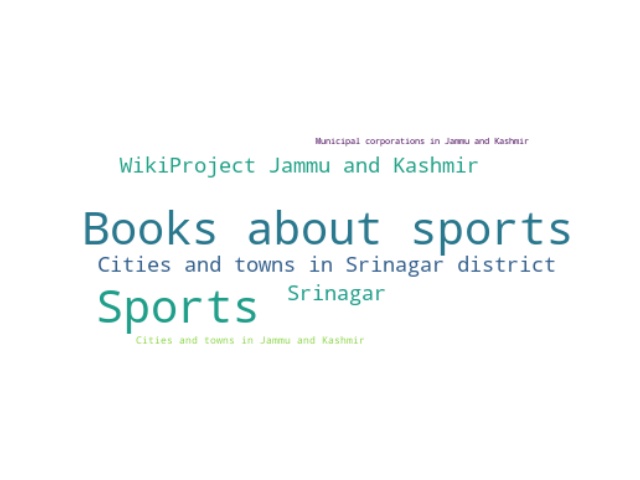 Municipal corporations in Jammu and Kashmir
WikiProject Jammu and Kashmir
Books about sports
Cities and towns in Srinagar district
Srinagar
Sports
Cities and towns in Jammu and Kashmir